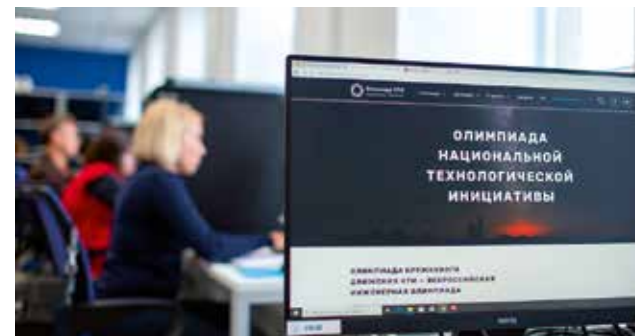 ОЛИМПИАДА
НАЦИОНАЛЬНОЙ
ТЕХНОЛОГИЧЕСКОЙ
ИНИЦИАТИВЫ
ОЛИМПИАДА КРУЖКОВОГО
ДВИЖЕНИЯ НТИ – ВСЕРОССИЙСКАЯ
ИНЖЕНЕРНАЯ ОЛИМПИАДА